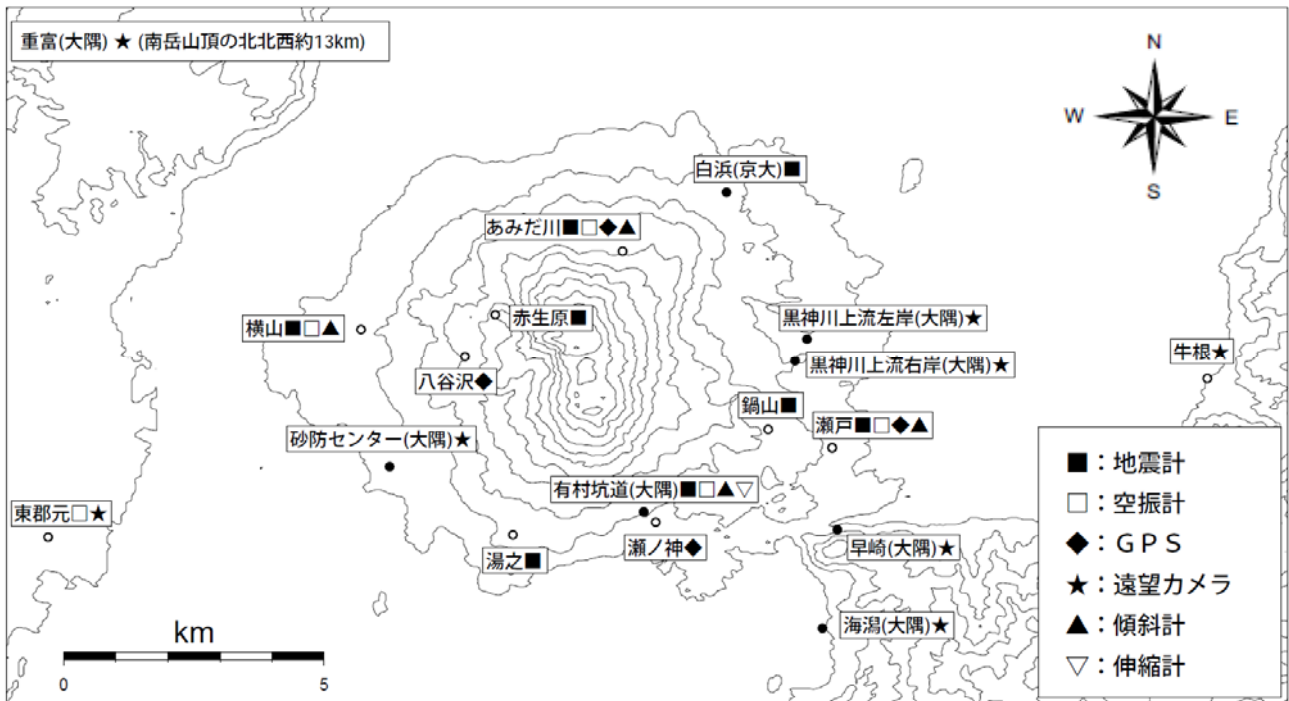 重富(大隅) ★ (南岳山頂の北北西約13km)
N
W
E
S
白浜(京大)■
あみだ川■□◆▲
赤生原■
横山■□▲
黒神川上流左岸(大隅)★
黒神川上流右岸(大隅)★
牛根★
八谷沢◆
鍋山■
瀬戸■□◆▲
砂防センター(大隅)★
有村坑道(大隅)■□▲▽
東郡元□★
瀬ノ神◆
湯之■
早崎(大隅)★
海潟(大隅)★
km
0
5
■：地震計
□：空振計
◆：ＧＰＳ
★：遠望カメラ
▲：傾斜計
▽：伸縮計